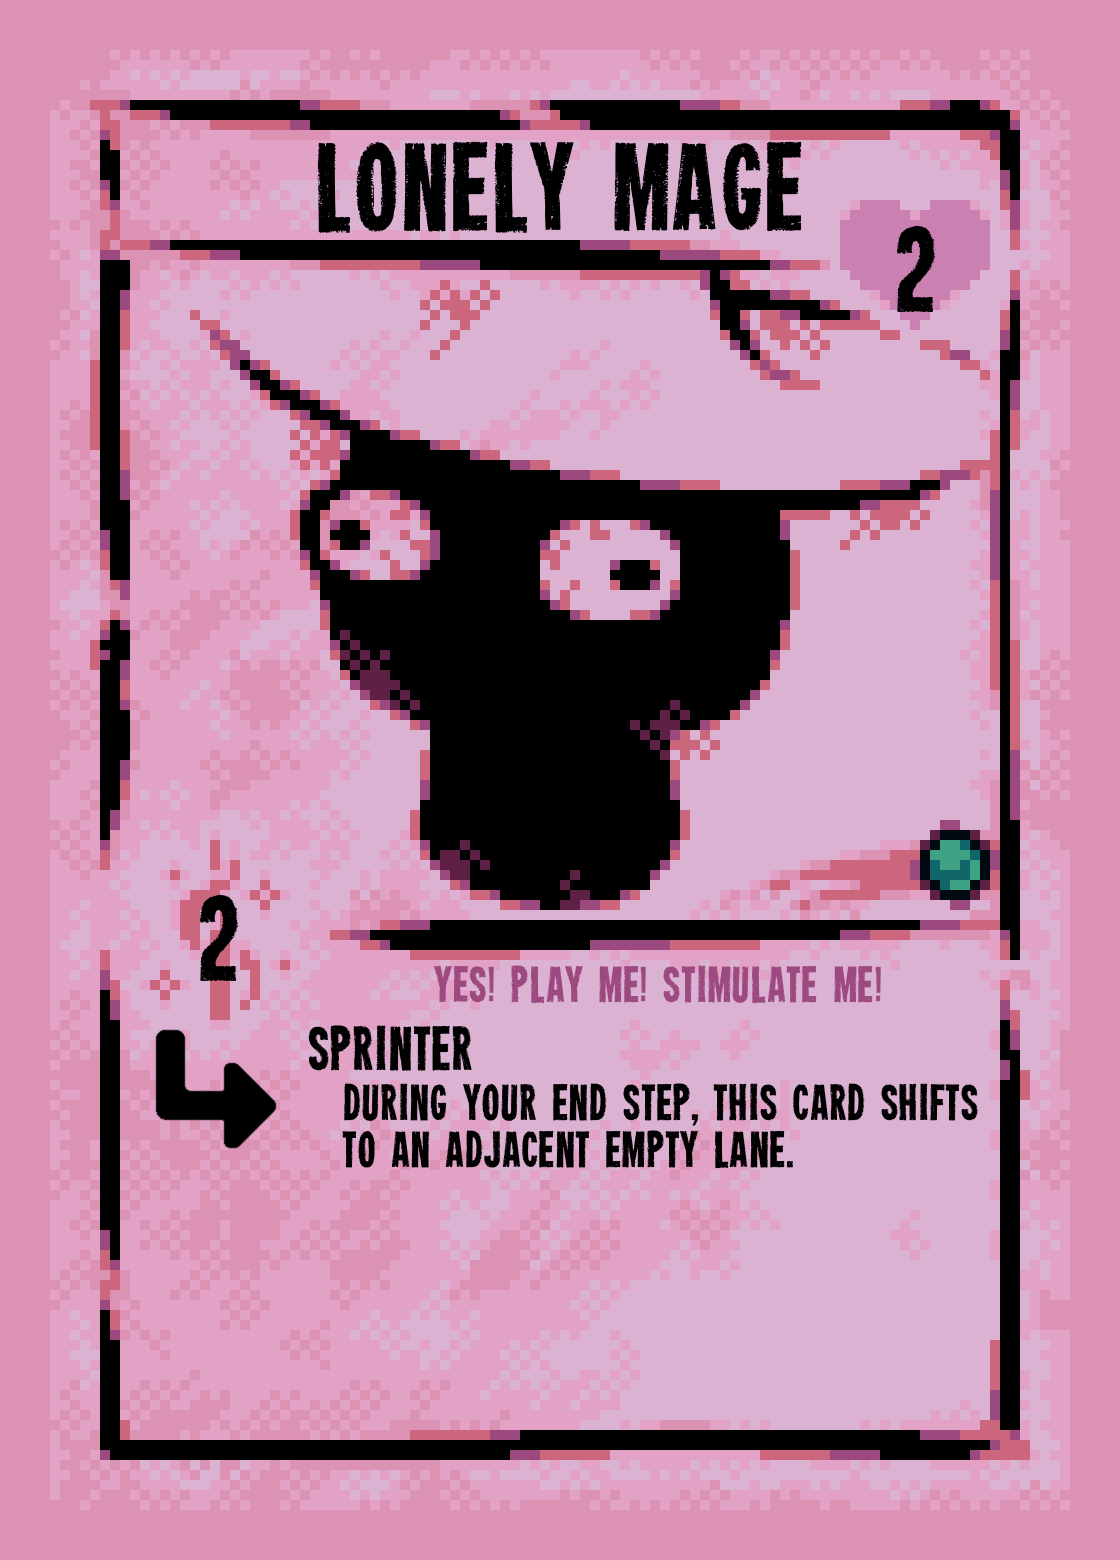 LONELY MAGE
2
2
YES! PLAY ME! STIMULATE ME!
SPRINTER
DURING YOUR END STEP, THIS CARD SHIFTS
TO AN ADJACENT EMPTY LANE.